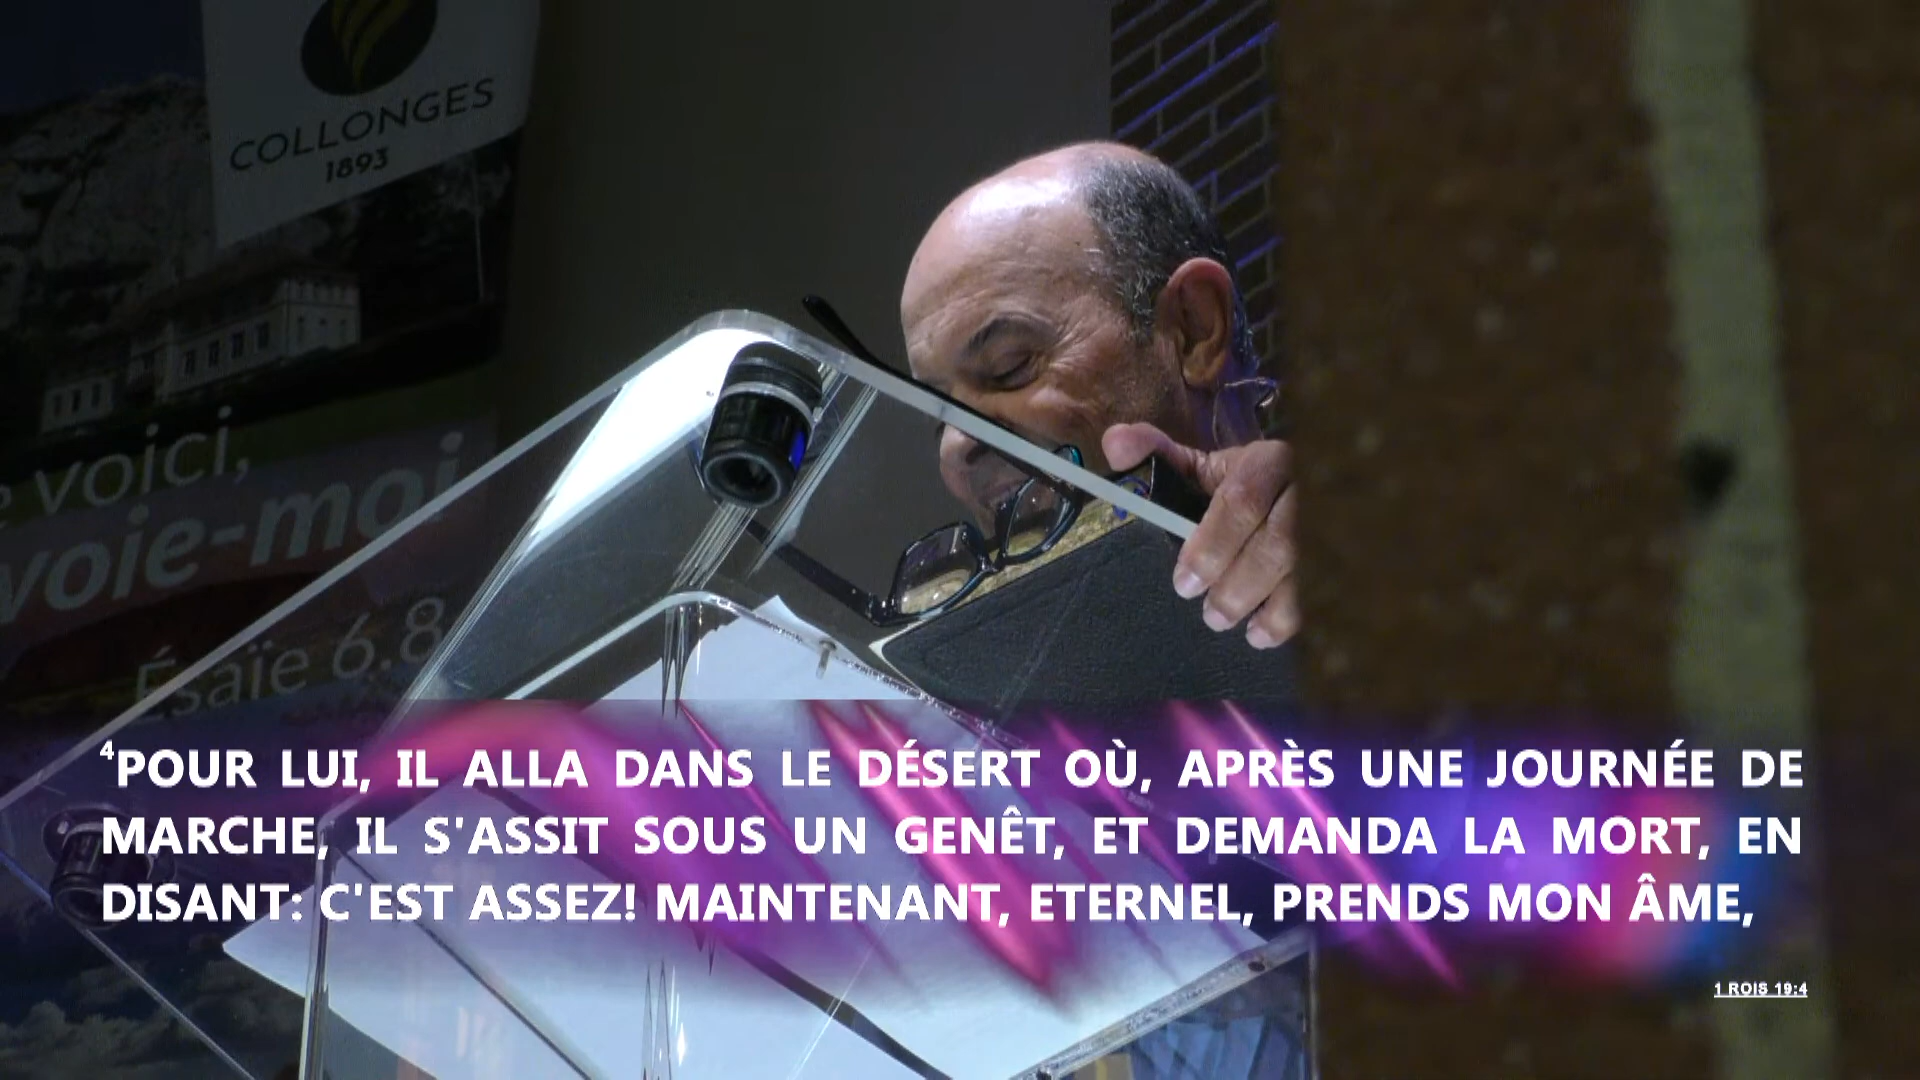 COLLONGES
1893
voici,
voie-moi
Ésaïe 6.8
⁴POUR LUI, IL ALLA DANS LE DÉSERT OÙ, APRÈS UNE JOURNÉE DE
MARCHE, IL S'ASSIT SOUS UN GENÊT, ET DEMANDA LA MORT, EN
DISANT: C'EST ASSEZ! MAINTENANT, ETERNEL, PRENDS MON ÂME,
1 ROIS 19:4